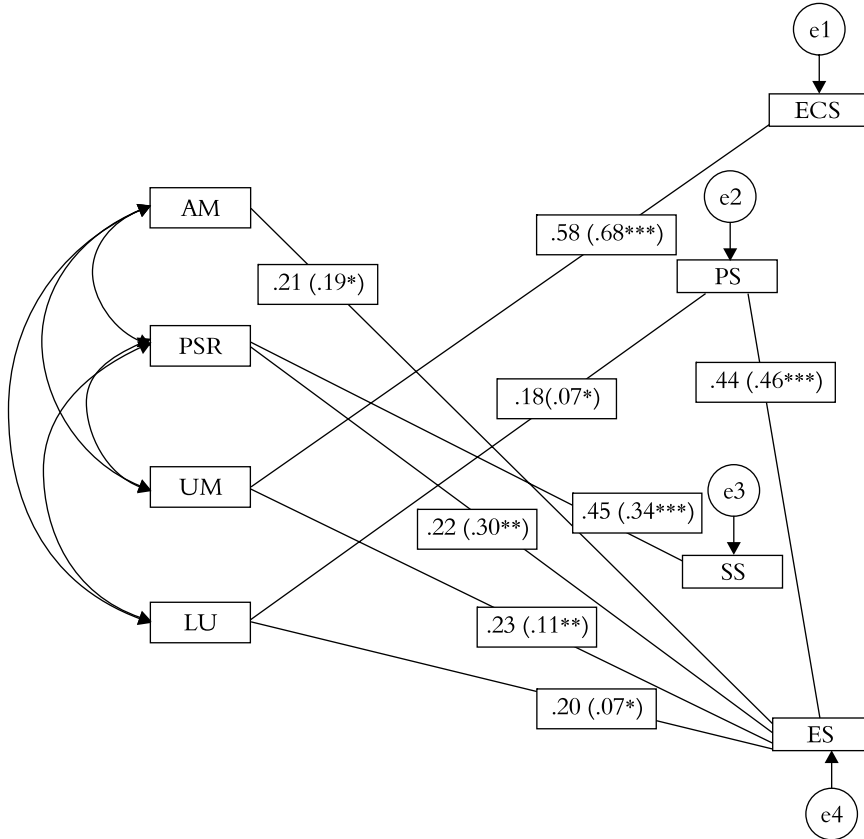 e1
ECS
e2
AM
.58 (.68***)
PS
.21 (.19*)
PSR
.44 (.46***)
.18(.07*)
UM
e3
.45 (.34***)
.22 (.30**)
SS
LU
.23 (.11**)
.20 (.07*)
ES
e4